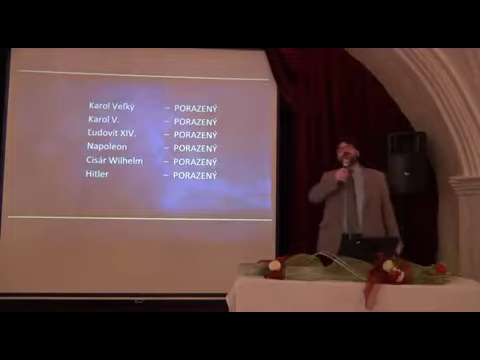 Karol Veľký – PORAZENÝ
Karol V. – PORAZENÝ
Ľudovít XIV. – PORAZENÝ
Napoleon – PORAZENÝ
Cisár Wilhelm – PORAZENÝ
Hitler – PORAZENÝ